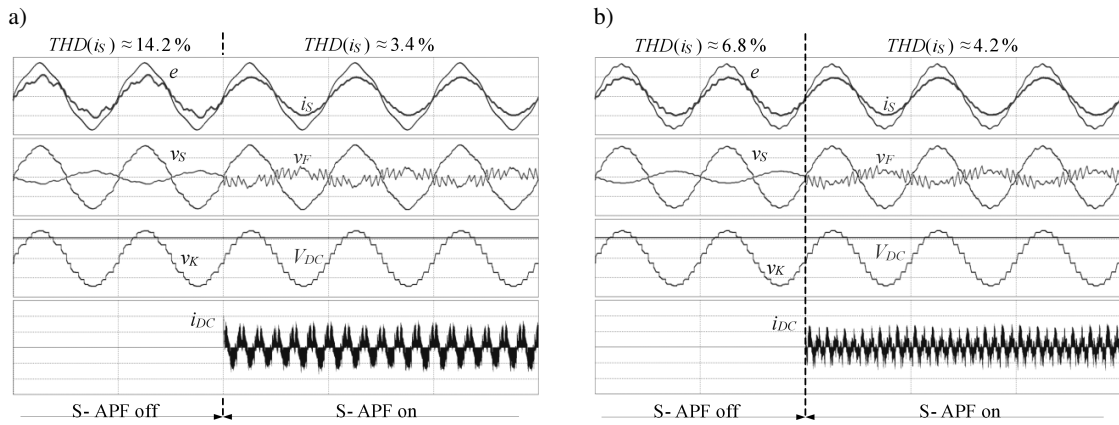 a)
THD(iS) ≈ 14.2 %
THD(iS) ≈ 3.4 %
e
iS
vS
vF
vK
VDC
iDC
S- APF off
S- APF on
b)
THD(iS) ≈ 6.8 %
THD(iS) ≈ 4.2 %
e
iS
vS
vF
vK
VDC
iDC
S- APF off
S- APF on